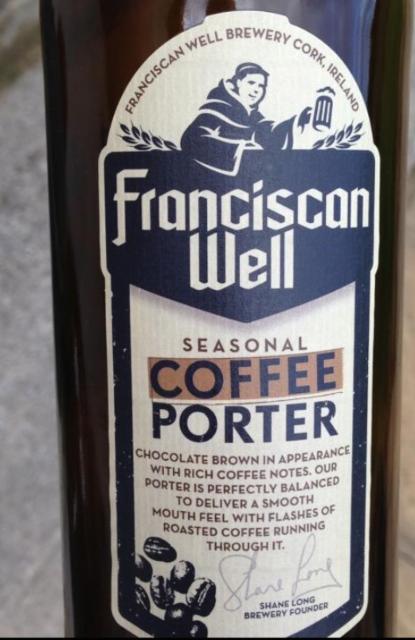 FRANCISCAN WELL BREWERY CORK, IRELAND
Franciscan
Well
SEASONAL
COFFEE
PORTER
CHOCOLATE BROWN IN APPEARANCE
WITH RICH COFFEE NOTES. OUR
PORTER IS PERFECTLY BALANCED
TO DELIVER A SMOOTH
MOUTH FEEL WITH FLASHES OF
ROASTED COFFEE RUNNING
THROUGH IT.
Shane Long
SHANE LONG
BREWERY FOUNDER